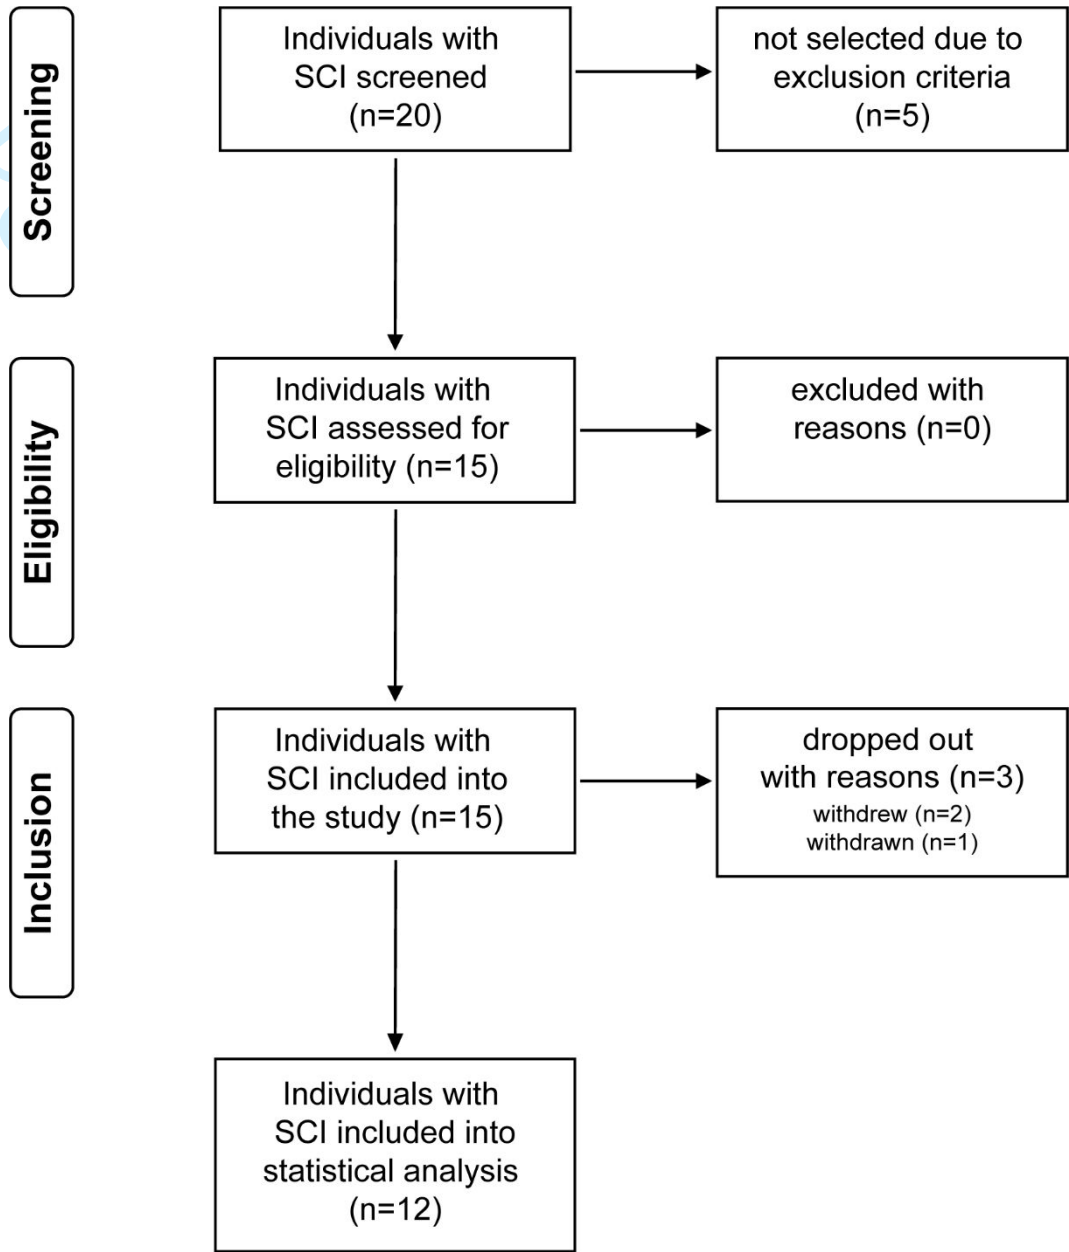 Screening
Individuals with
SCI screened
(n=20)
not selected due to
exclusion criteria
(n=5)
Eligibility
Individuals with
SCI assessed for
eligibility (n=15)
excluded with
reasons (n=0)
Inclusion
Individuals with
SCI included into
the study (n=15)
dropped out
with reasons (n=3)
withdrew (n=2)
withdrawn (n=1)
Individuals with
SCI included into
statistical analysis
(n=12)